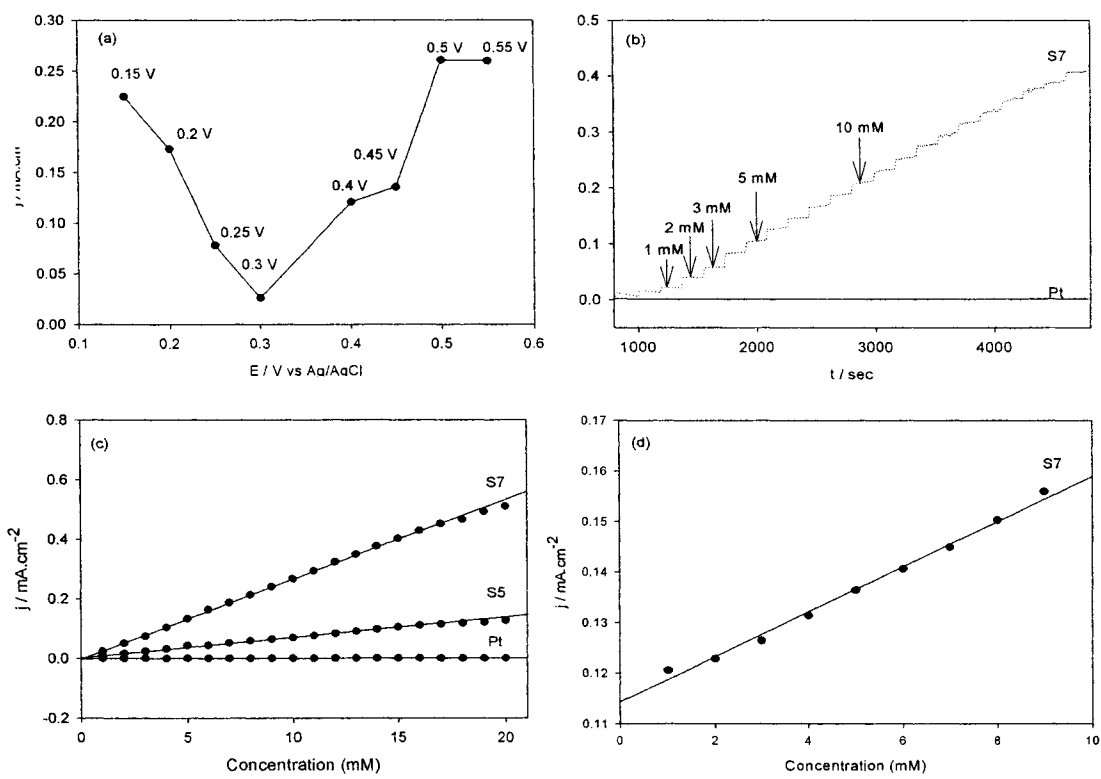 (a)
0.30
0.25
0.20
0.15
0.10
0.05
0.00
0.15 V
0.2 V
0.25 V
0.3 V
0.4 V
0.45 V
0.5 V
0.55 V
0.1 0.2 0.3 0.4 0.5 0.6
E / V vs Ag/AgCl
(b)
0.5
0.4
0.3
0.2
0.1
0.0
S7
10 mM
5 mM
3 mM
2 mM
1 mM
Pt
1000 2000 3000 4000
t / sec
(c)
0.8
0.6
0.4
0.2
0.0
-0.2
j / mA.cm-2
S7
S5
Pt
0 5 10 15 20
Concentration (mM)
(d)
0.17
0.16
0.15
0.14
0.13
0.12
0.11
j / mA.cm-2
S7
0 2 4 6 8 10
Concentration (mM)